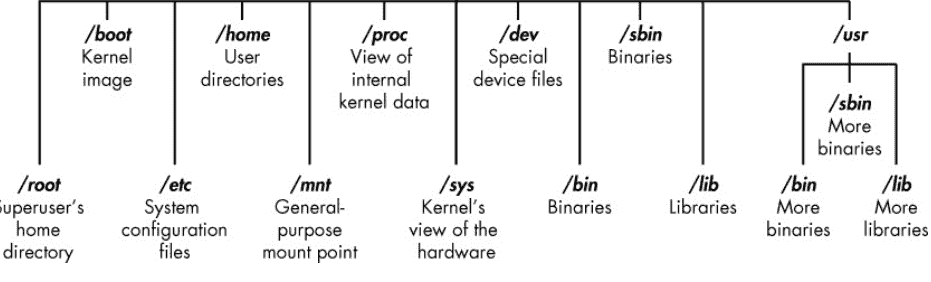 /boot
Kernel
image
/home
User
directories
/proc
View of
internal
kernel data
/dev
Special
device files
/sbin
Binaries
/usr
/sbin
More
binaries
/root
Superuser's
home
directory
/etc
System
configuration
files
/mnt
General-
purpose
mount point
/sys
Kernel's
view of the
hardware
/bin
Binaries
/lib
Libraries
/bin
More
binaries
/lib
More
libraries